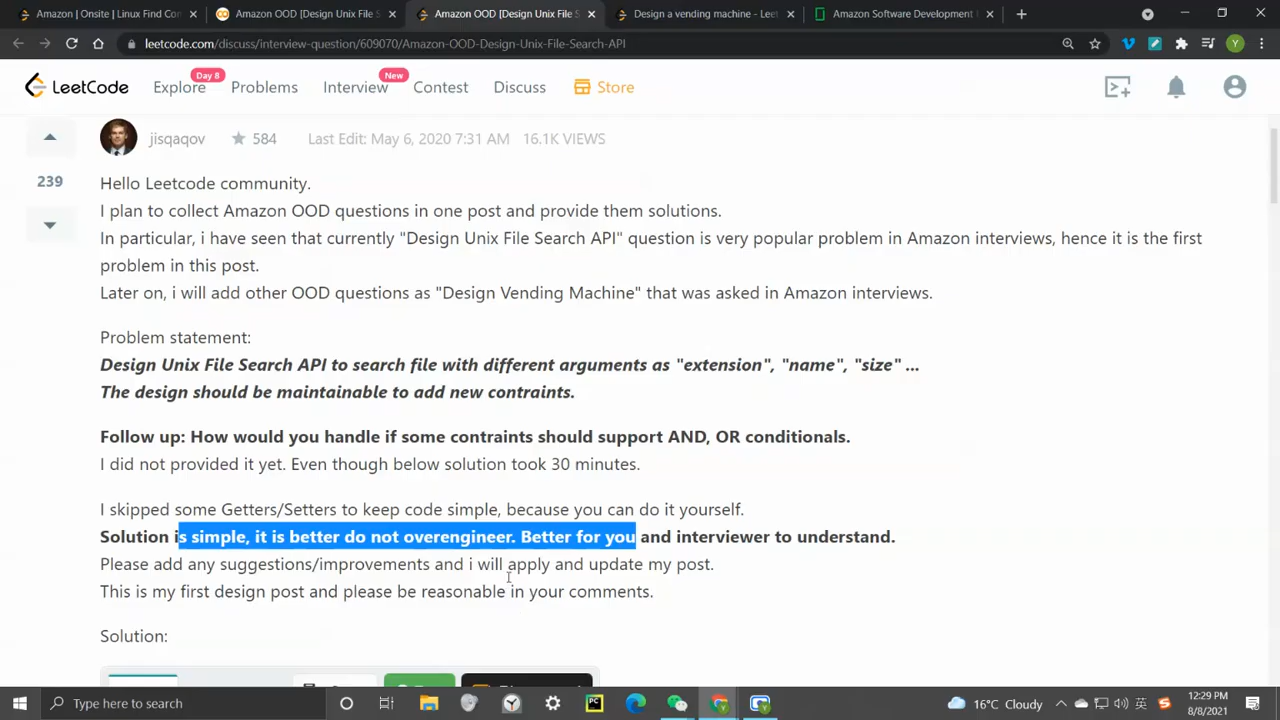 Amazon | Onsite | Linux Find Con
Amazon OOD [Design Unix File S
Amazon OOD [Design Unix File S
Design a vending machine - Leet
Amazon Software Development
leetcode.com/discuss/interview-question/609070/Amazon-OOD-Design-Unix-File-Search-API
Y
LeetCode
Explore
Day 8
Problems
Interview
New
Contest
Discuss
Store
jisqaqov
584
Last Edit: May 6, 2020 7:31 AM
16.1K VIEWS
239
Hello Leetcode community.
I plan to collect Amazon OOD questions in one post and provide them solutions.
In particular, i have seen that currently "Design Unix File Search API" question is very popular problem in Amazon interviews, hence it is the first
problem in this post.
Later on, i will add other OOD questions as "Design Vending Machine" that was asked in Amazon interviews.
Problem statement:
Design Unix File Search API to search file with different arguments as "extension", "name", "size" ...
The design should be maintainable to add new contraints.
Follow up: How would you handle if some contraints should support AND, OR conditionals.
I did not provided it yet. Even though below solution took 30 minutes.
I skipped some Getters/Setters to keep code simple, because you can do it yourself.
Solution is simple, it is better do not overengineer. Better for you and interviewer to understand.
Please add any suggestions/improvements and i will apply and update my post.
This is my first design post and please be reasonable in your comments.
Solution:
Type here to search
16°C Cloudy
12:29 PM
8/8/2021